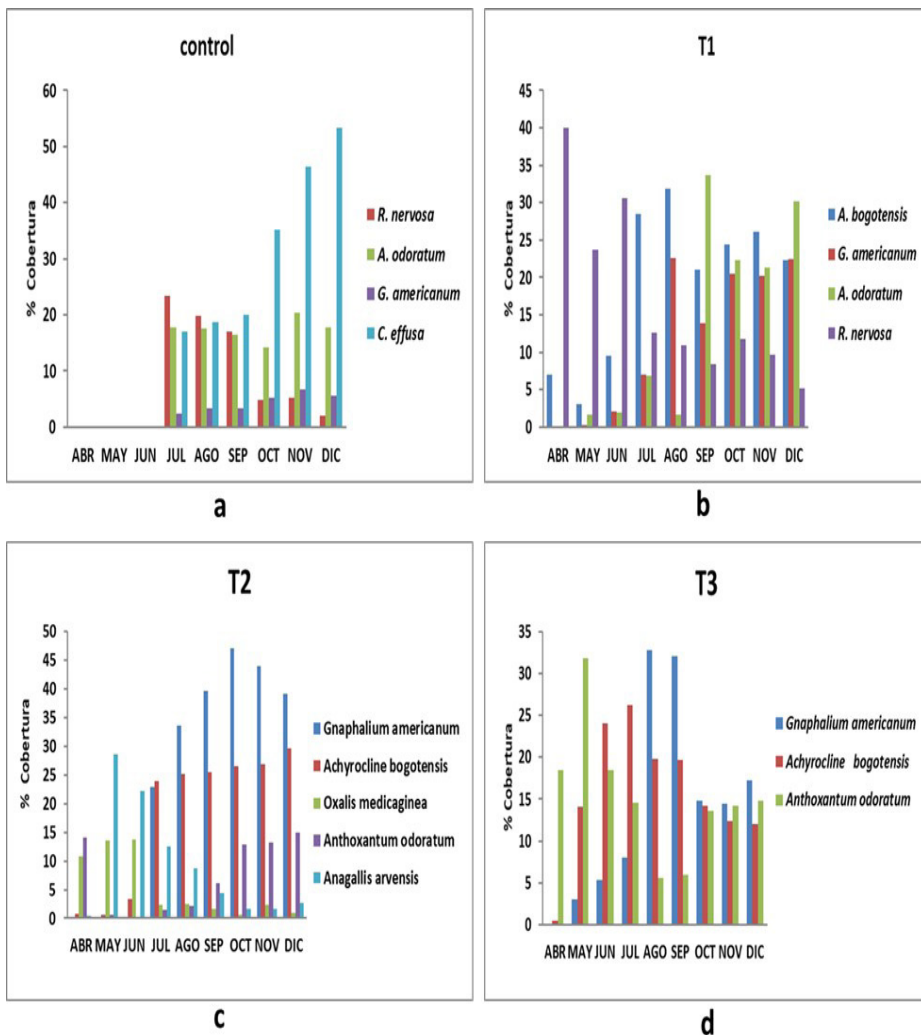 control
% Cobertura
60
50
40
30
20
10
0
ABR MAY JUN JUL AGO SEP OCT NOV DIC
R. nervosa
A. odoratum
G. americanum
C. effusa
a
T1
% Cobertura
45
40
35
30
25
20
15
10
5
0
ABR MAY JUN JUL AGO SEP OCT NOV DIC
A. bogotensis
G. americanum
A. odoratum
R. nervosa
b
T2
% Cobertura
50
45
40
35
30
25
20
15
10
5
0
ABR MAY JUN JUL AGO SEP OCT NOV DIC
Gnaphalium americanum
Achyrocline bogotensis
Oxalis medicaginea
Anthoxantum odoratum
Anagallis arvensis
c
T3
% Cobertura
35
30
25
20
15
10
5
0
ABR MAY JUN JUL AGO SEP OCT NOV DIC
Gnaphalium americanum
Achyrocline bogotensis
Anthoxantum odoratum
d